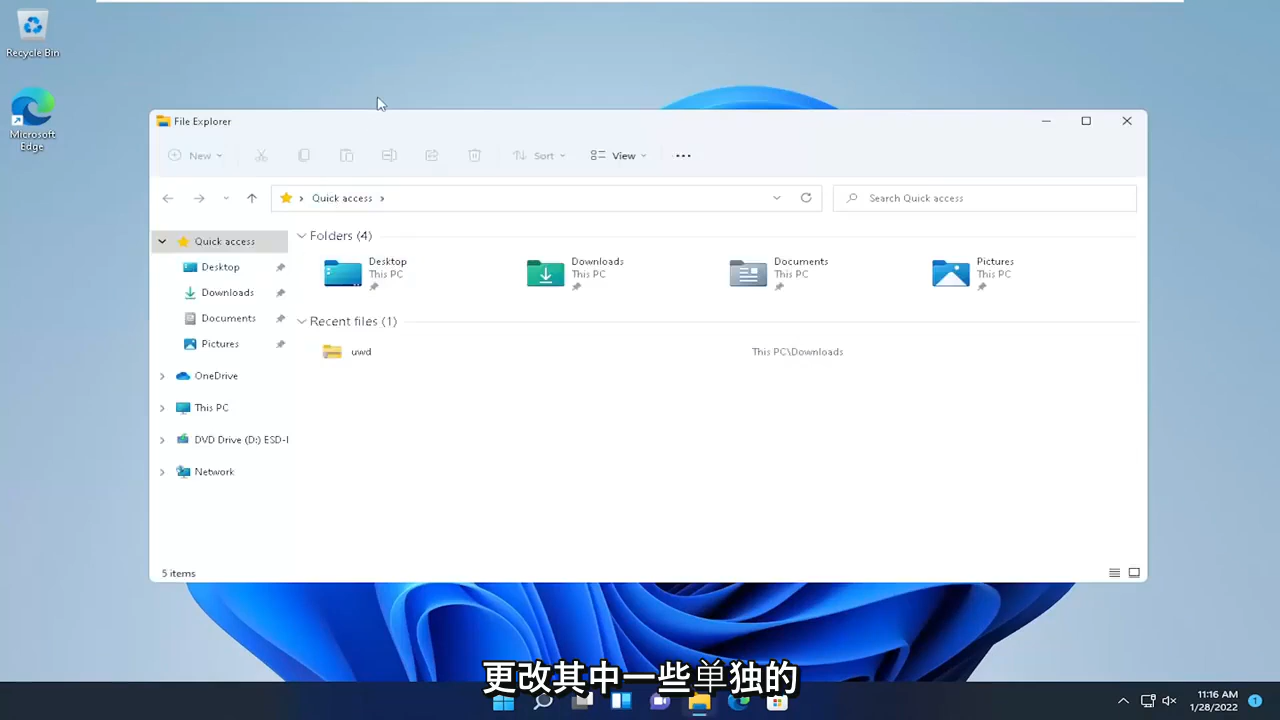 Recycle Bin
Microsoft
Edge
File Explorer
New
Sort
View
Quick access
Search Quick access
Quick access
Desktop
Downloads
Documents
Pictures
OneDrive
This PC
DVD Drive (D:) ESD-I
Network
Folders (4)
Desktop
This PC
Downloads
This PC
Documents
This PC
Pictures
This PC
Recent files (1)
uwd
This PC\Downloads
5 items
更改其中一些单独的
11:16 AM
1/28/2022
1